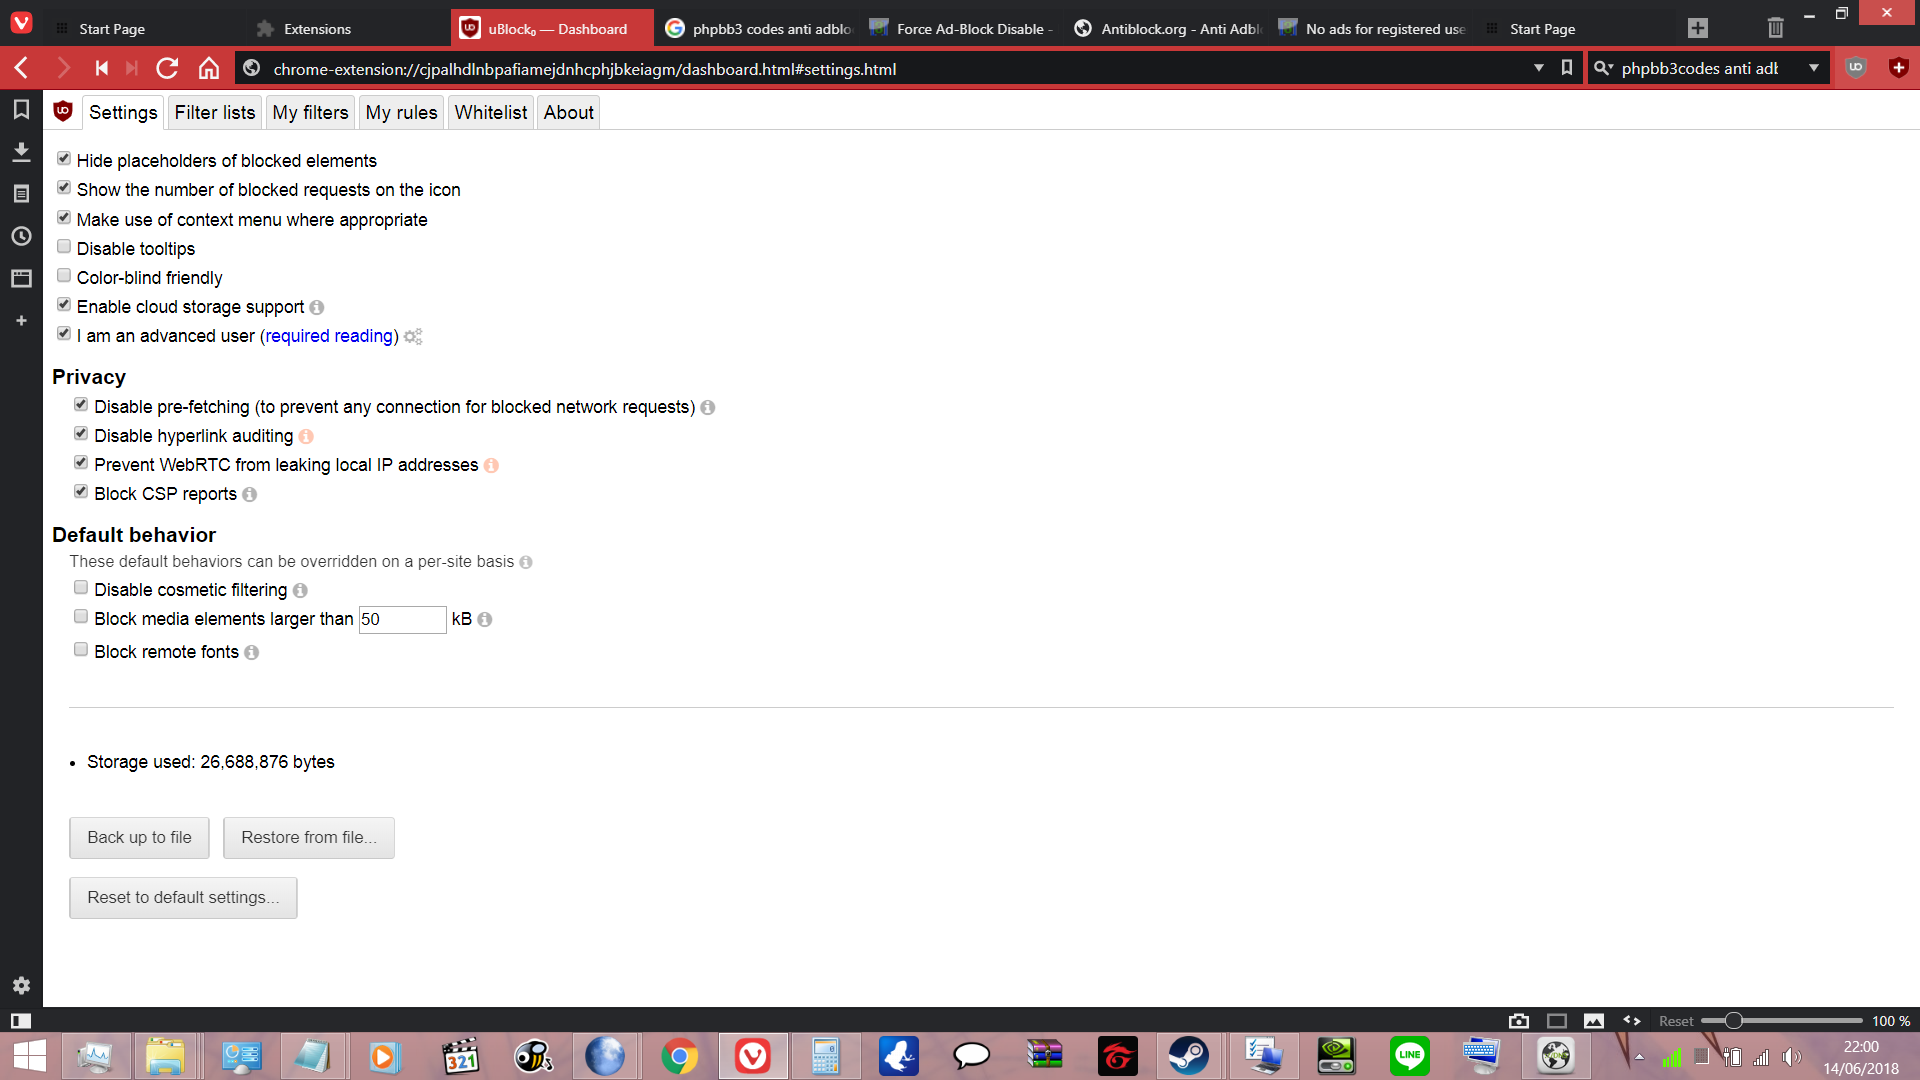 Start Page
Extensions
uBlock₀ — Dashboard
phpbb3 codes anti adblo
Force Ad-Block Disable -
Antiblock.org - Anti Adbl
No ads for registered use
Start Page
chrome-extension://cjpalhdlnbpafiamejdnhcphjbkeiagm/dashboard.html#settings.html
phpbb3codes anti adb
Settings
Filter lists
My filters
My rules
Whitelist
About
Hide placeholders of blocked elements
Show the number of blocked requests on the icon
Make use of context menu where appropriate
Disable tooltips
Color-blind friendly
Enable cloud storage support
I am an advanced user (required reading)
Privacy
Disable pre-fetching (to prevent any connection for blocked network requests)
Disable hyperlink auditing
Prevent WebRTC from leaking local IP addresses
Block CSP reports
Default behavior
These default behaviors can be overridden on a per-site basis
Disable cosmetic filtering
Block media elements larger than 50 kB
Block remote fonts
Storage used: 26,688,876 bytes
Back up to file
Restore from file...
Reset to default settings...
Reset
100 %
321
LINE
22:00
14/06/2018